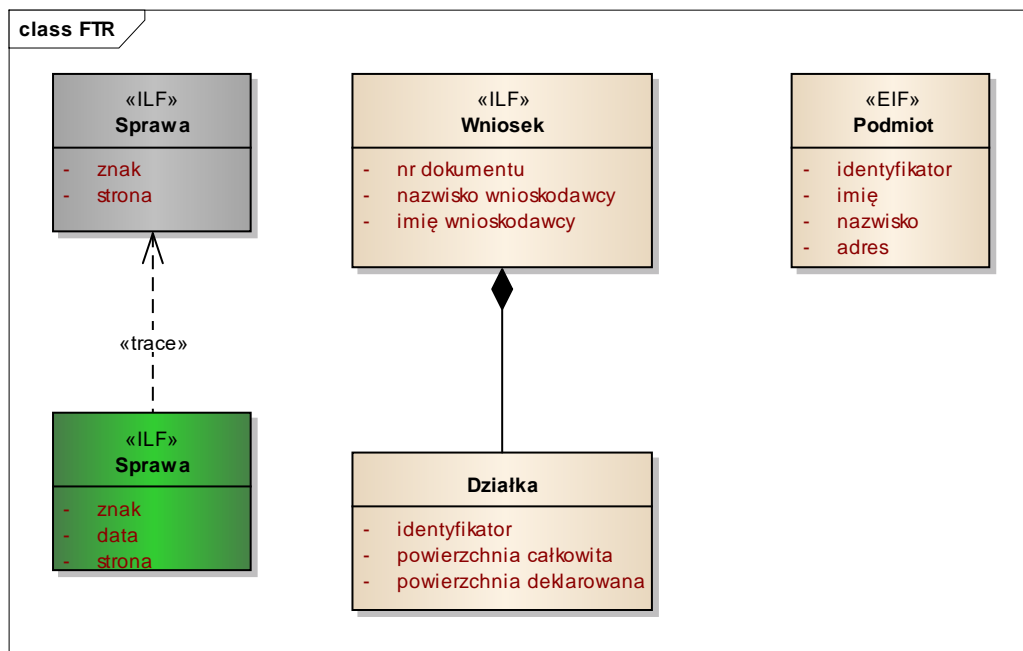 class FTR
«ILF»
Sprawa
- znak
- strona
«ILF»
Wniosek
- nr dokumentu
- nazwisko wnioskodawcy
- imię wnioskodawcy
«EIF»
Podmiot
- identyfikator
- imię
- nazwisko
- adres
«trace»
«ILF»
Sprawa
- znak
- data
- strona
Działka
- identyfikator
- powierzchnia całkowita
- powierzchnia deklarowana